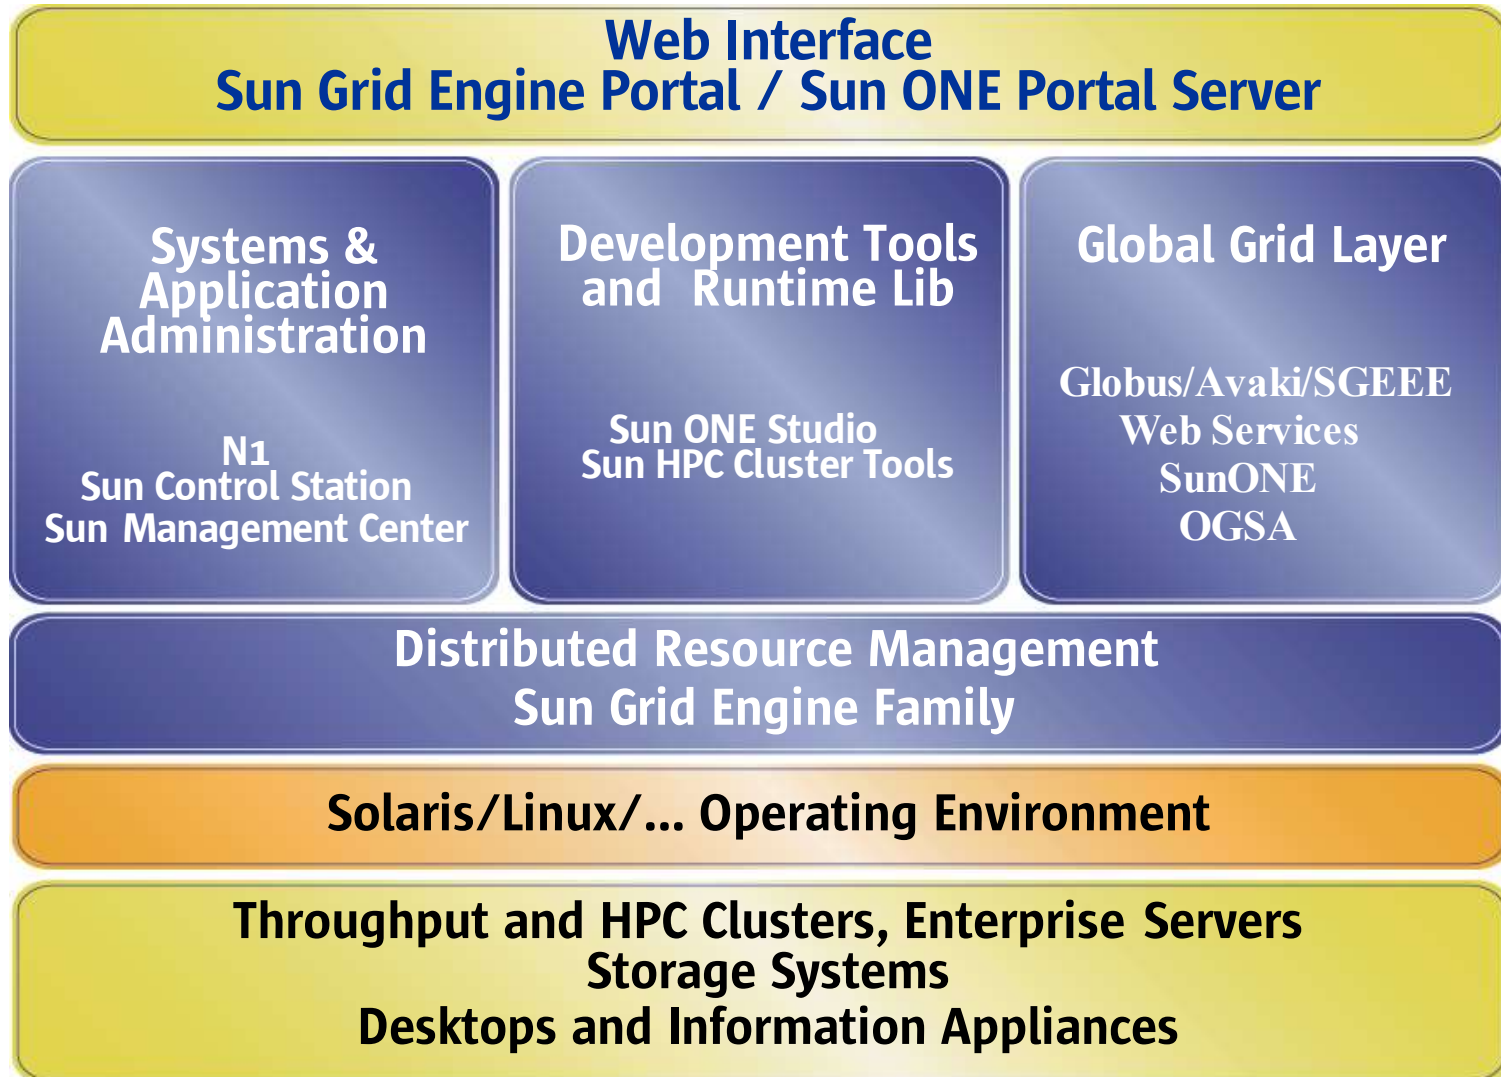 Web Interface
Sun Grid Engine Portal / Sun ONE Portal Server
Systems &
Application
Administration
N1
Sun Control Station
Sun Management Center
Development Tools
and Runtime Lib
Sun ONE Studio
Sun HPC Cluster Tools
Global Grid Layer
Globus/Avaki/SGEEE
Web Services
SunONE
OGSA
Distributed Resource Management
Sun Grid Engine Family
Solaris/Linux/... Operating Environment
Throughput and HPC Clusters, Enterprise Servers
Storage Systems
Desktops and Information Appliances